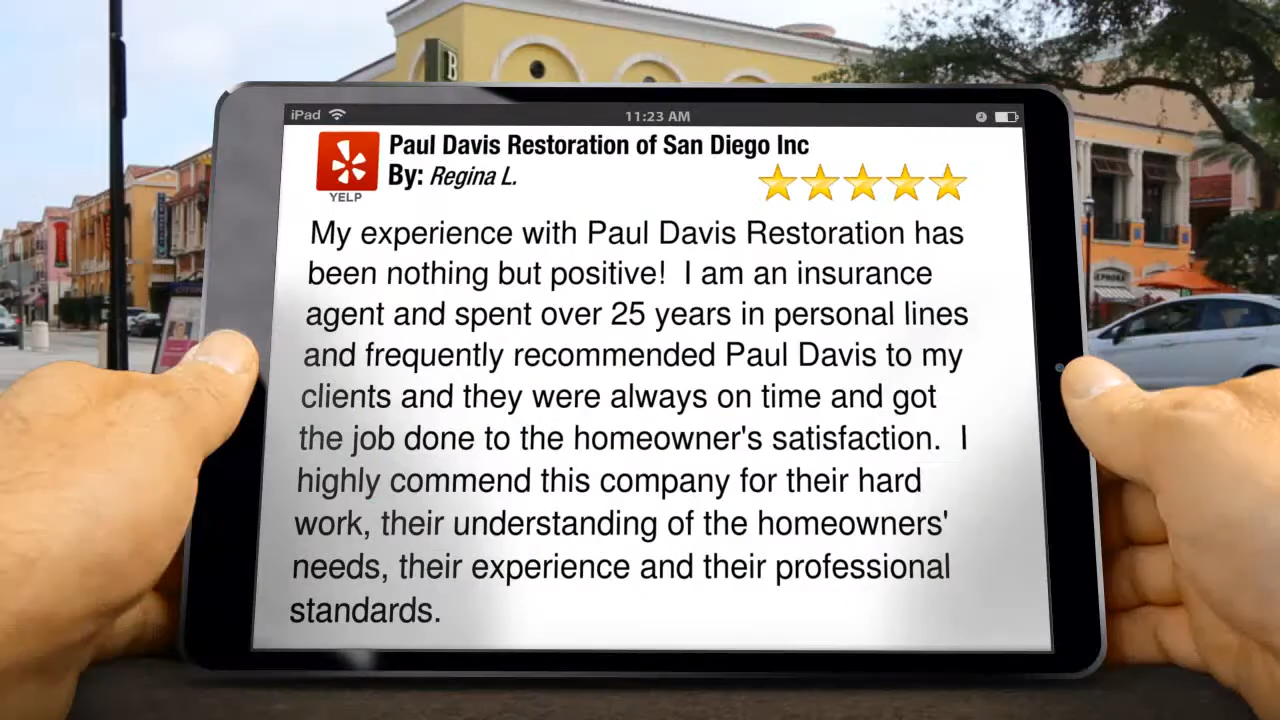 B
iPad
11:23 AM
Paul Davis Restoration of San Diego Inc
By: Regina L.
YELP
My experience with Paul Davis Restoration has
been nothing but positive!  I am an insurance
agent and spent over 25 years in personal lines
and frequently recommended Paul Davis to my
clients and they were always on time and got
the job done to the homeowner's satisfaction.  I
highly commend this company for their hard
work, their understanding of the homeowners'
needs, their experience and their professional
standards.
SEPHORA